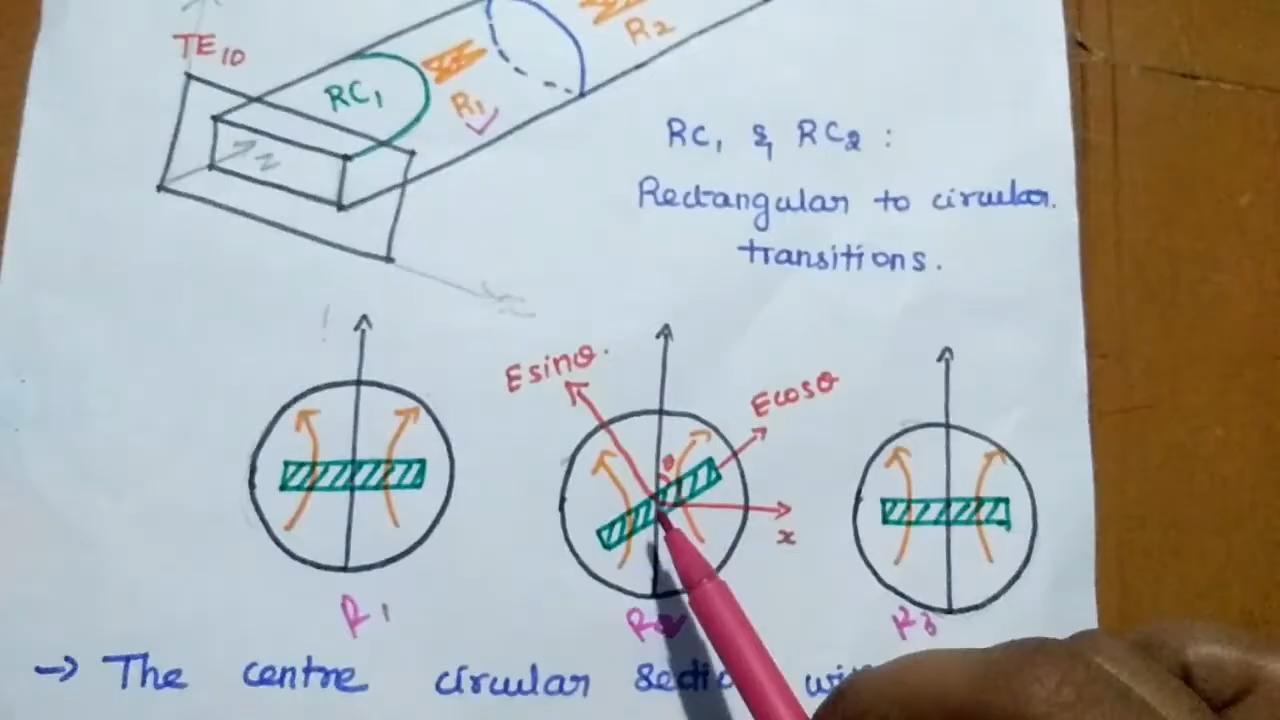 TE10
RC1
R1
R2
RC1 & RC2 :
Rectangular to circular.
transitions.
Esinθ.
Ecosθ
θ
x
R1
R3
→ The centre circular